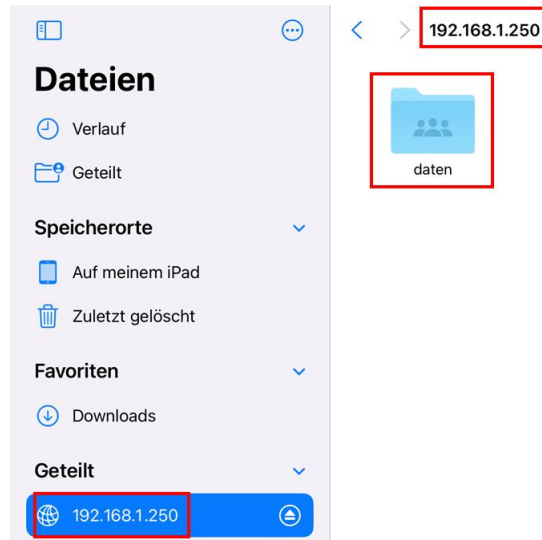 Dateien
Verlauf
Geteilt
Speicherorte
Auf meinem iPad
Zuletzt gelöscht
Favoriten
Downloads
Geteilt
192.168.1.250
192.168.1.250
daten